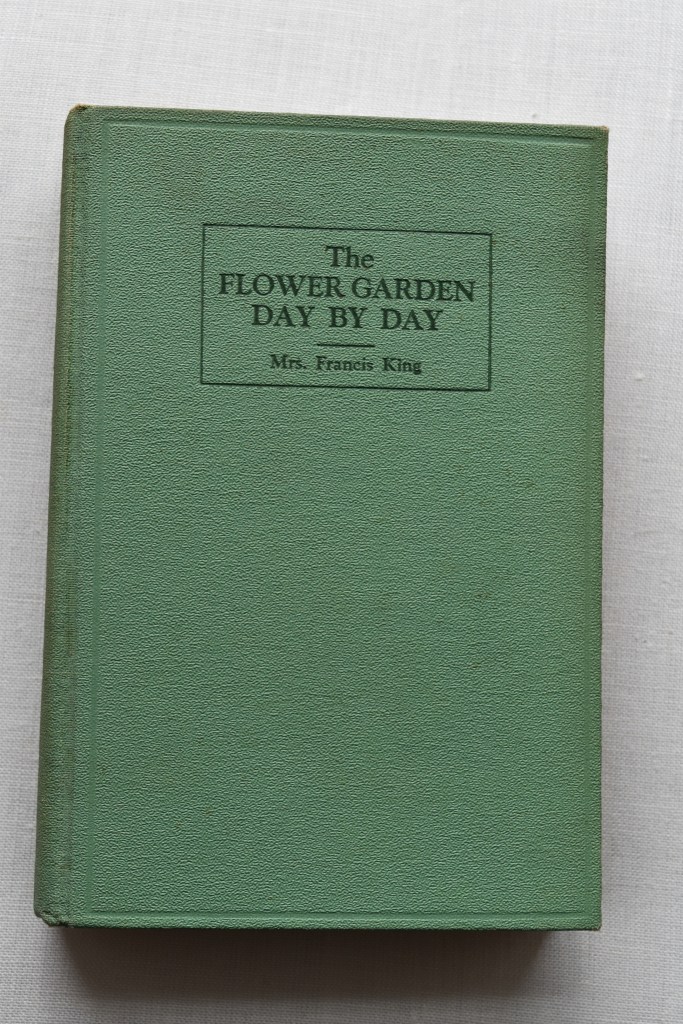 The
FLOWER GARDEN
DAY BY DAY
Mrs. Francis King